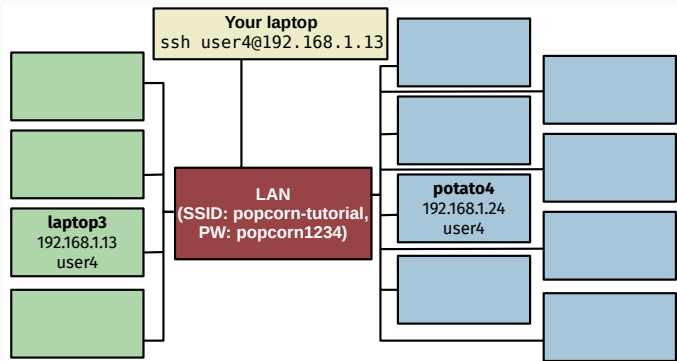 Your laptop
ssh user4@192.168.1.13
LAN
(SSID: popcorn-tutorial,
PW: popcorn1234)
laptop3
192.168.1.13
user4
potato4
192.168.1.24
user4